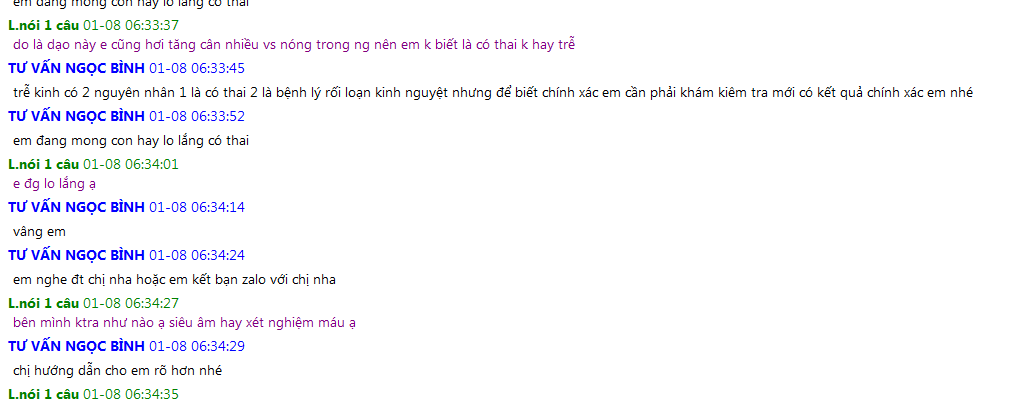 em đang mong con hay lo lắng có thai
L.nói 1 câu 01-08 06:33:37
do là dạo này e cũng hơi tăng cân nhiều vs nóng trong ng nên em k biết là có thai k hay trễ
TƯ VẤN NGỌC BÌNH 01-08 06:33:45
trễ kinh có 2 nguyên nhân 1 là có thai 2 là bệnh lý rối loạn kinh nguyệt nhưng để biết chính xác em cần phải khám kiêm tra mới có kết quả chính xác em nhé
TƯ VẤN NGỌC BÌNH 01-08 06:33:52
em đang mong con hay lo lắng có thai
L.nói 1 câu 01-08 06:34:01
e đg lo lắng ạ
TƯ VẤN NGỌC BÌNH 01-08 06:34:14
vâng em
TƯ VẤN NGỌC BÌNH 01-08 06:34:24
em nghe đt chị nha hoặc em kết bạn zalo với chị nha
L.nói 1 câu 01-08 06:34:27
bên mình ktra như nào ạ siêu âm hay xét nghiệm máu ạ
TƯ VẤN NGỌC BÌNH 01-08 06:34:29
chị hướng dẫn cho em rõ hơn nhé
L.nói 1 câu 01-08 06:34:35